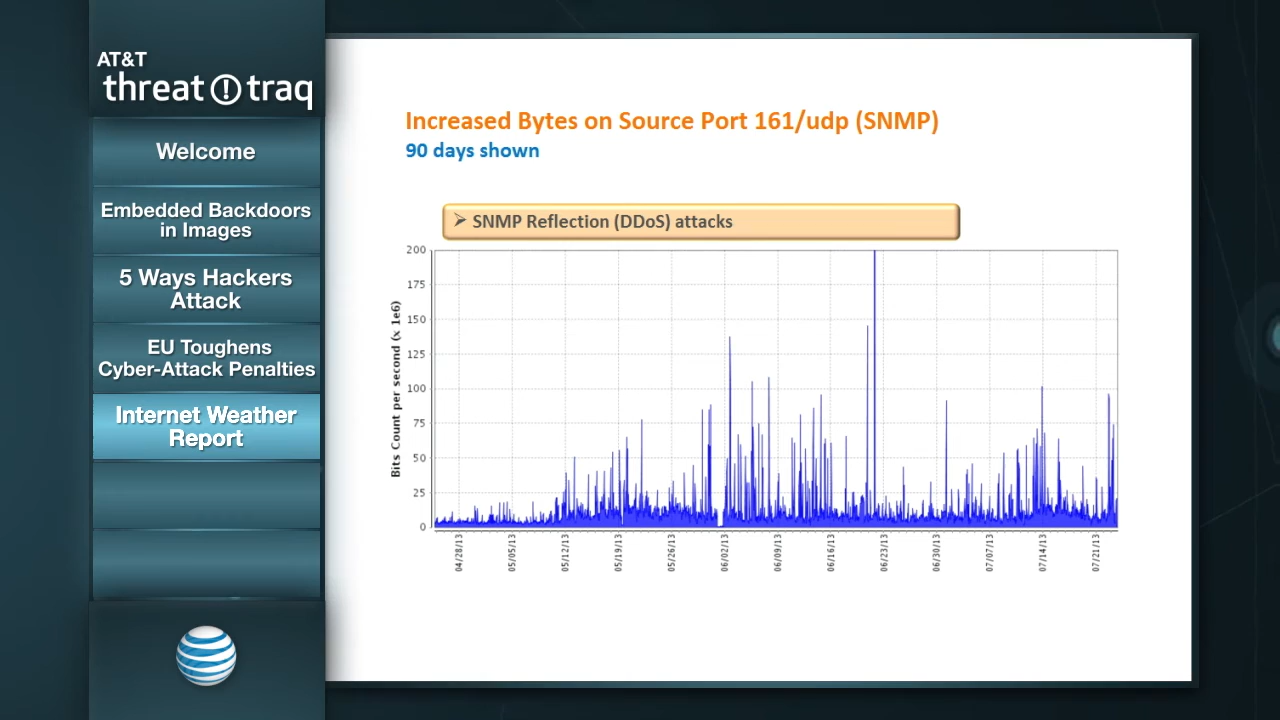 AT&T
threat traq
Welcome
Embedded Backdoors
in Images
5 Ways Hackers
Attack
EU Toughens
Cyber-Attack Penalties
Internet Weather
Report
Increased Bytes on Source Port 161/udp (SNMP)
90 days shown
➢ SNMP Reflection (DDoS) attacks
Bits Count per second (x 1e6)
200
175
150
125
100
75
50
25
0
04/28/13
05/05/13
05/12/13
05/19/13
05/26/13
06/02/13
06/09/13
06/16/13
06/23/13
06/30/13
07/07/13
07/14/13
07/21/13